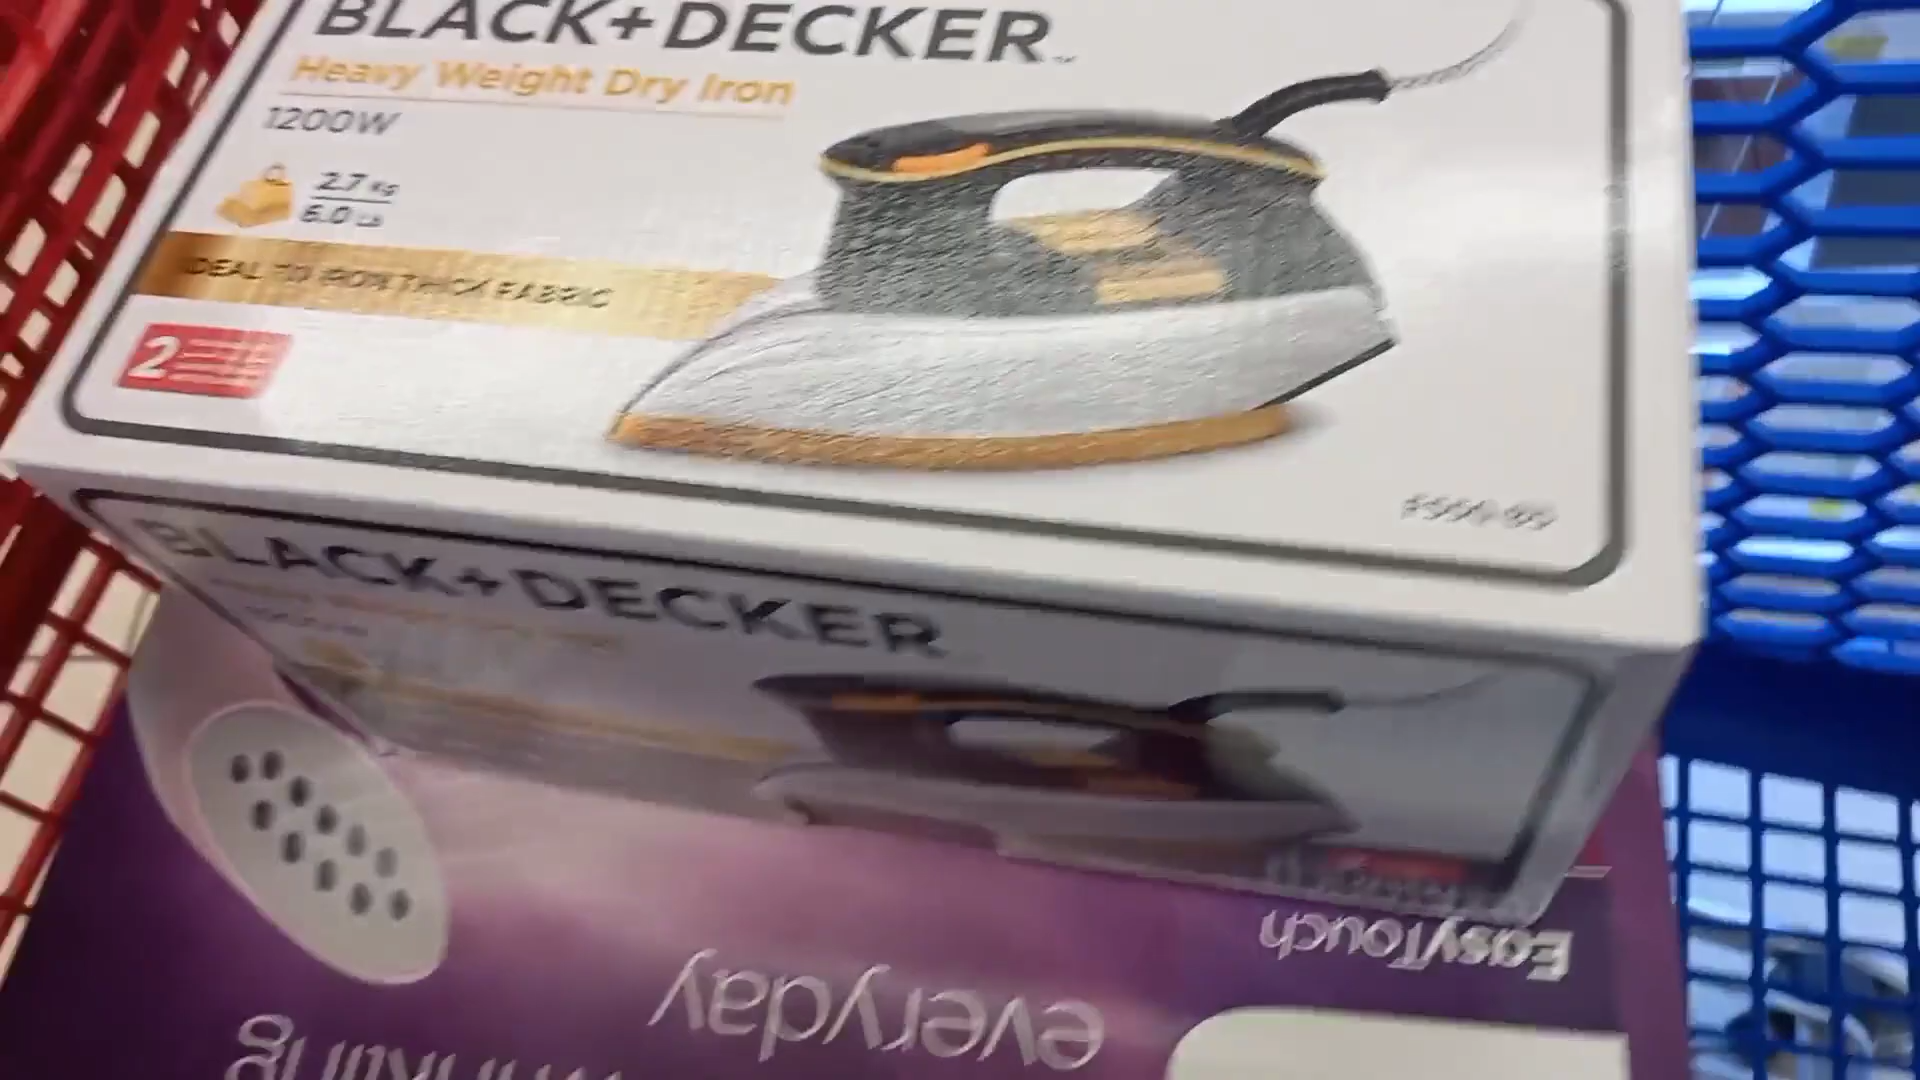 BLACK+DECKER
Heavy Weight Dry Iron
1200W
2.7 Kg
6.0 Lb
IDEAL TO IRON THICK FABRIC
2
BLACK+DECKER
EasyTouch
everyday